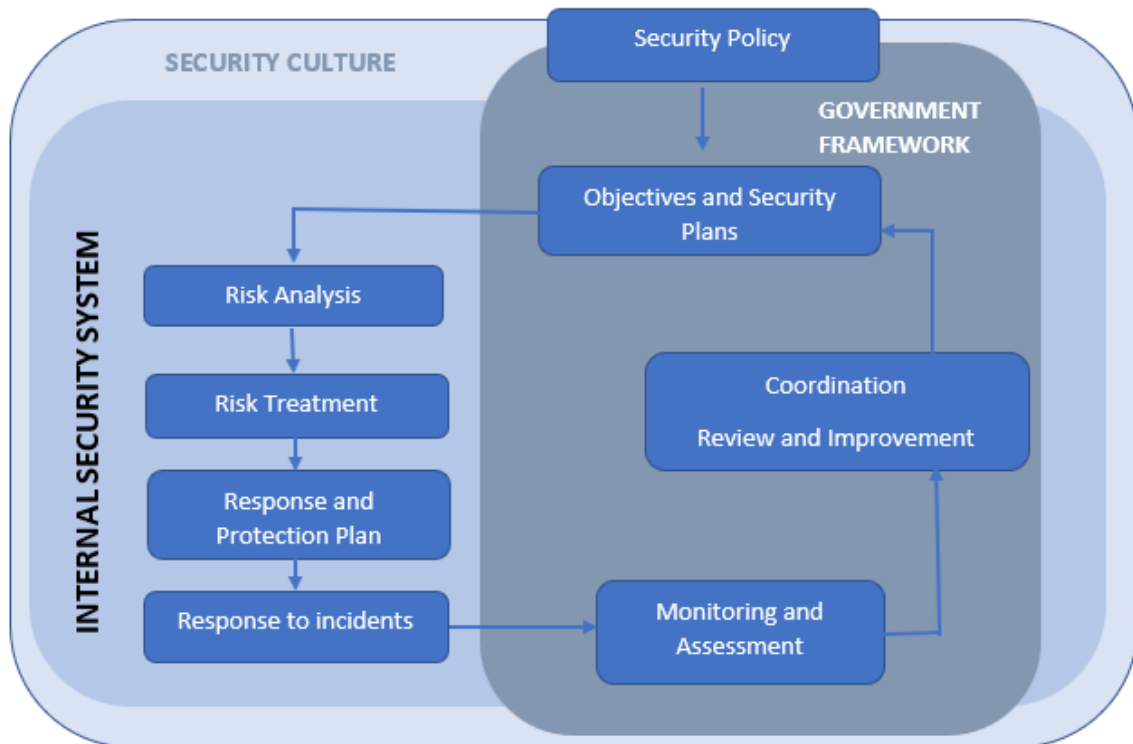 Security Policy
SECURITY CULTURE
GOVERNMENT
FRAMEWORK
Objectives and Security
Plans
INTERNAL SECURITY SYSTEM
Risk Analysis
Risk Treatment
Response and
Protection Plan
Response to incidents
Monitoring and
Assessment
Coordination
Review and Improvement